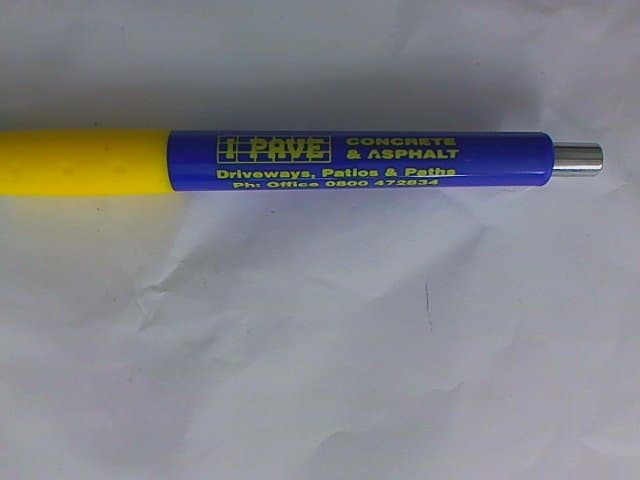 I PAVE CONCRETE
& ASPHALT
Driveways, Patios & Paths
Ph: Office 0800 472834